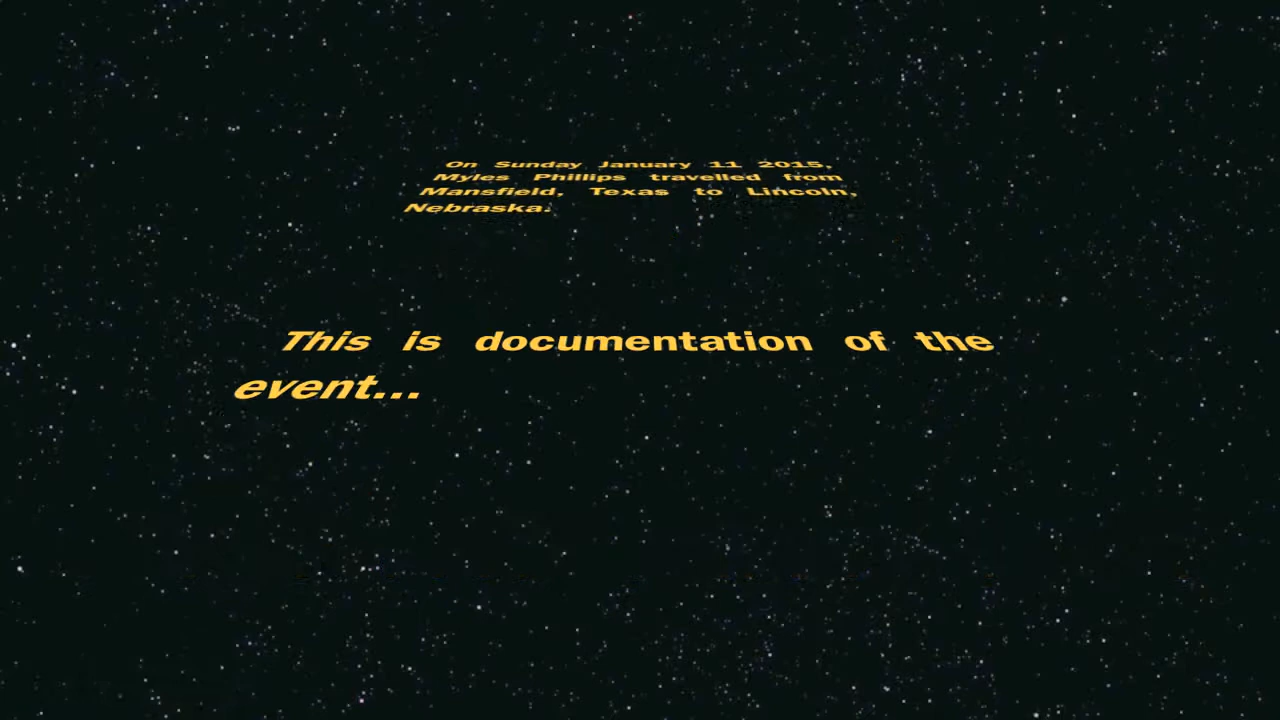 On Sunday January 11 2015,
Myles Phillips travelled from
Mansfield, Texas to Lincoln,
Nebraska.
This is documentation of the
event...